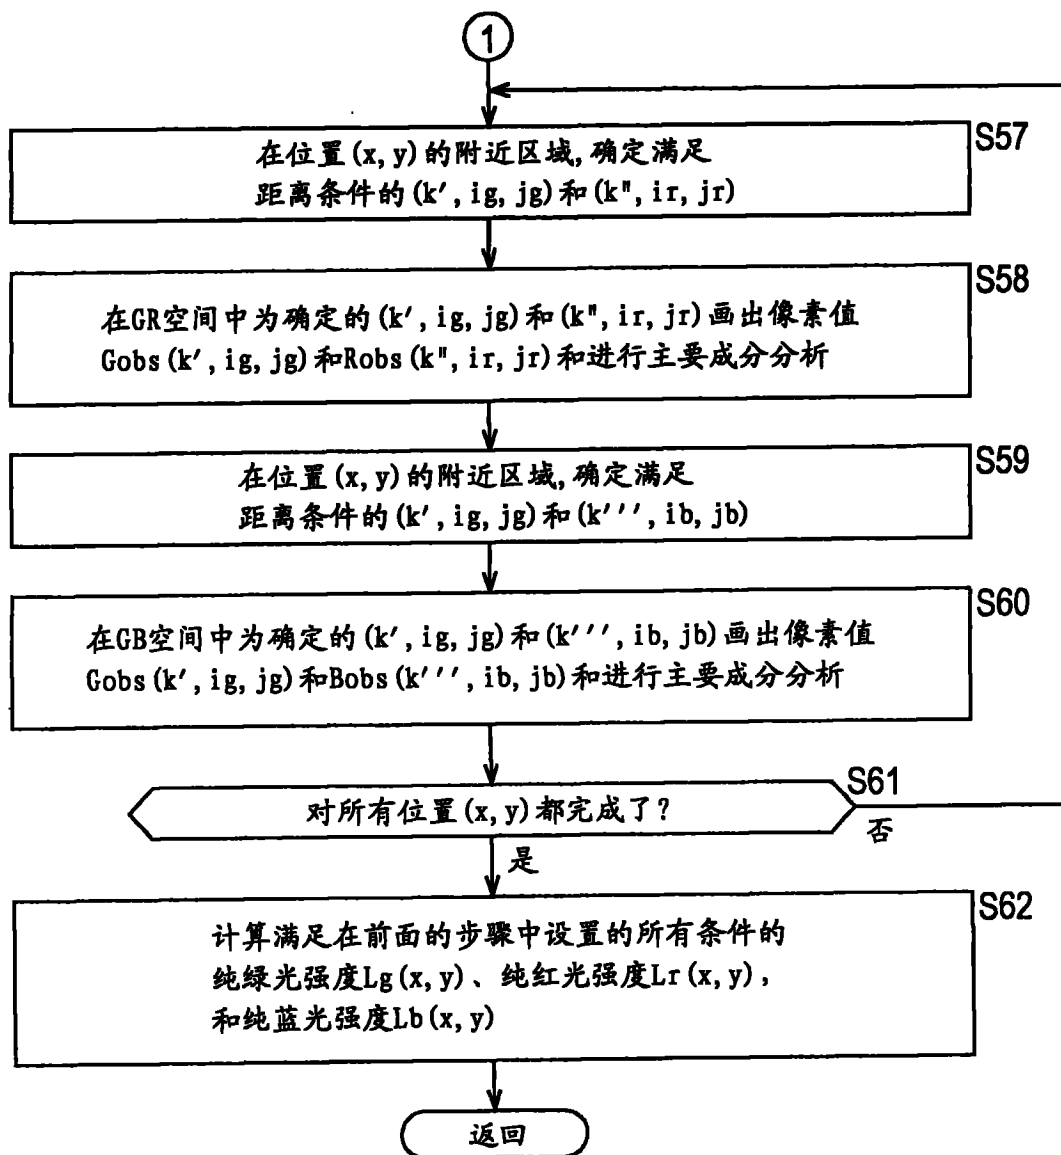 1
S57
在位置(x,y)的附近区域,确定满足
距离条件的(k′,ig,jg)和(k″,ir,jr)
S58
在GR空间中为确定的(k′,ig,jg)和(k″,ir,jr)画出像素值
Gobs(k′,ig,jg)和Robs(k″,ir,jr)和进行主要成分分析
S59
在位置(x,y)的附近区域,确定满足
距离条件的(k′,ig,jg)和(k′′′,ib,jb)
S60
在GB空间中为确定的(k′,ig,jg)和(k′′′,ib,jb)画出像素值
Gobs(k′,ig,jg)和Bobs(k′′′,ib,jb)和进行主要成分分析
S61
对所有位置(x,y)都完成了?
否
是
S62
计算满足在前面的步骤中设置的所有条件的
纯绿光强度Lg(x,y)、纯红光强度Lr(x,y),
和纯蓝光强度Lb(x,y)
返回